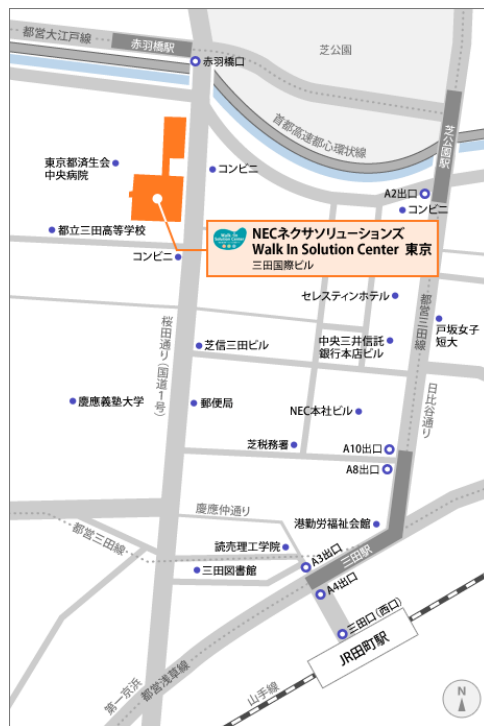 都営大江戸線
赤羽橋駅
赤羽橋口
芝公園
首都高速都心環状線
芝公園駅
東京都済生会
中央病院
コンビニ
A2出口
コンビニ
都立三田高等学校
コンビニ
Walk In
Solution Center
NECネクサソリューションズ
Walk In Solution Center 東京
三田国際ビル
セレスティンホテル
都営三田線
戸坂女子
短大
桜田通り(国道1号)
芝信三田ビル
中央三井信託
銀行本店ビル
日比谷通り
慶應義塾大学
郵便局
NEC本社ビル
芝税務署
A10出口
A8出口
慶應仲通り
港勤労福祉会館
都営三田線
読売理工学院
三田駅
A3出口
三田図書館
A4出口
三田口(西口)
JR田町駅
第一京浜
都営浅草線
山手線
N